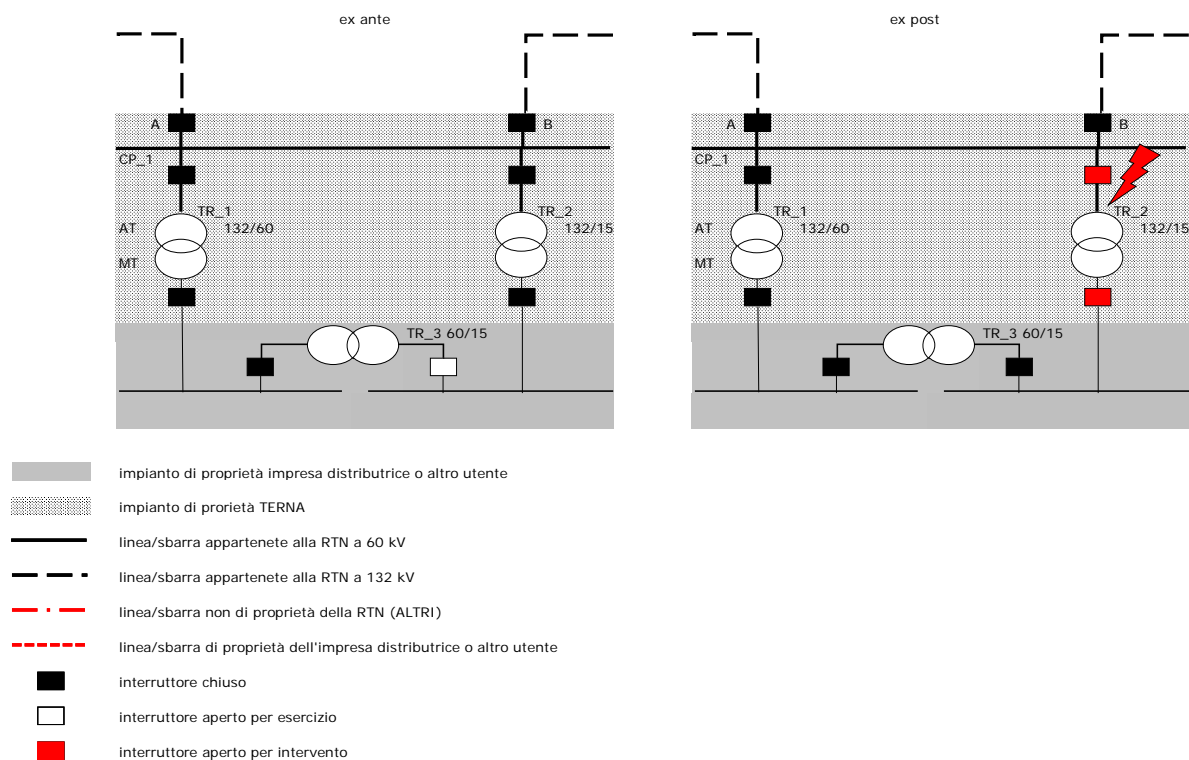 ex ante
ex post
A
B
CP_1
TR_1
132/60
TR_2
132/15
AT
MT
TR_3 60/15
A
B
CP_1
TR_1
132/60
TR_2
132/15
AT
MT
TR_3 60/15
impianto di proprietà impresa distributrice o altro utente
impianto di prorietà TERNA
linea/sbarra appartenete alla RTN a 60 kV
linea/sbarra appartenete alla RTN a 132 kV
linea/sbarra non di proprietà della RTN (ALTRI)
linea/sbarra di proprietà dell'impresa distributrice o altro utente
interruttore chiuso
interruttore aperto per esercizio
interruttore aperto per intervento